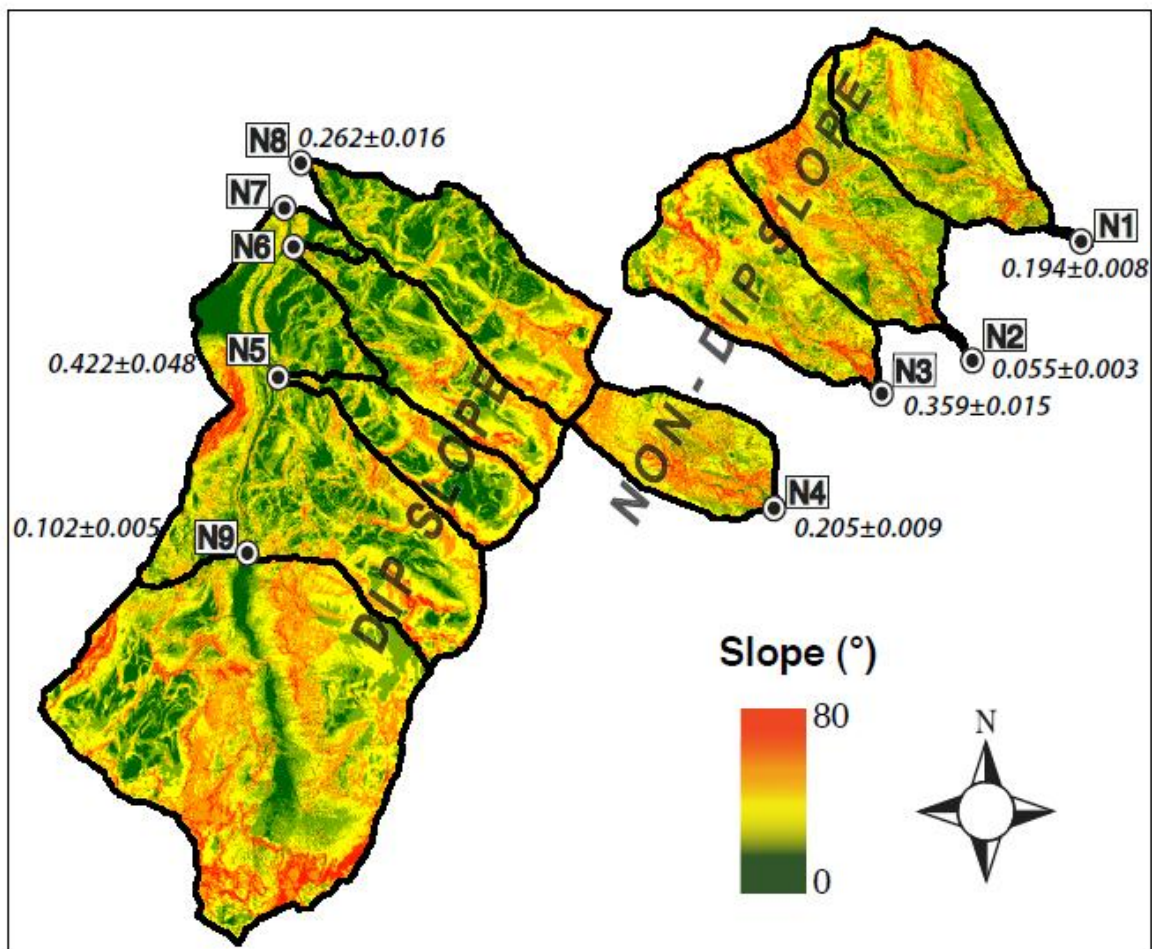 N8 0.262±0.016
N7
N6
N1
0.194±0.008
N5
0.422±0.048
N2
0.055±0.003
N3
0.359±0.015
N4
0.205±0.009
N9
0.102±0.005
DIP SLOPE
NON - DIP SLOPE
Slope (°)
80
0
N